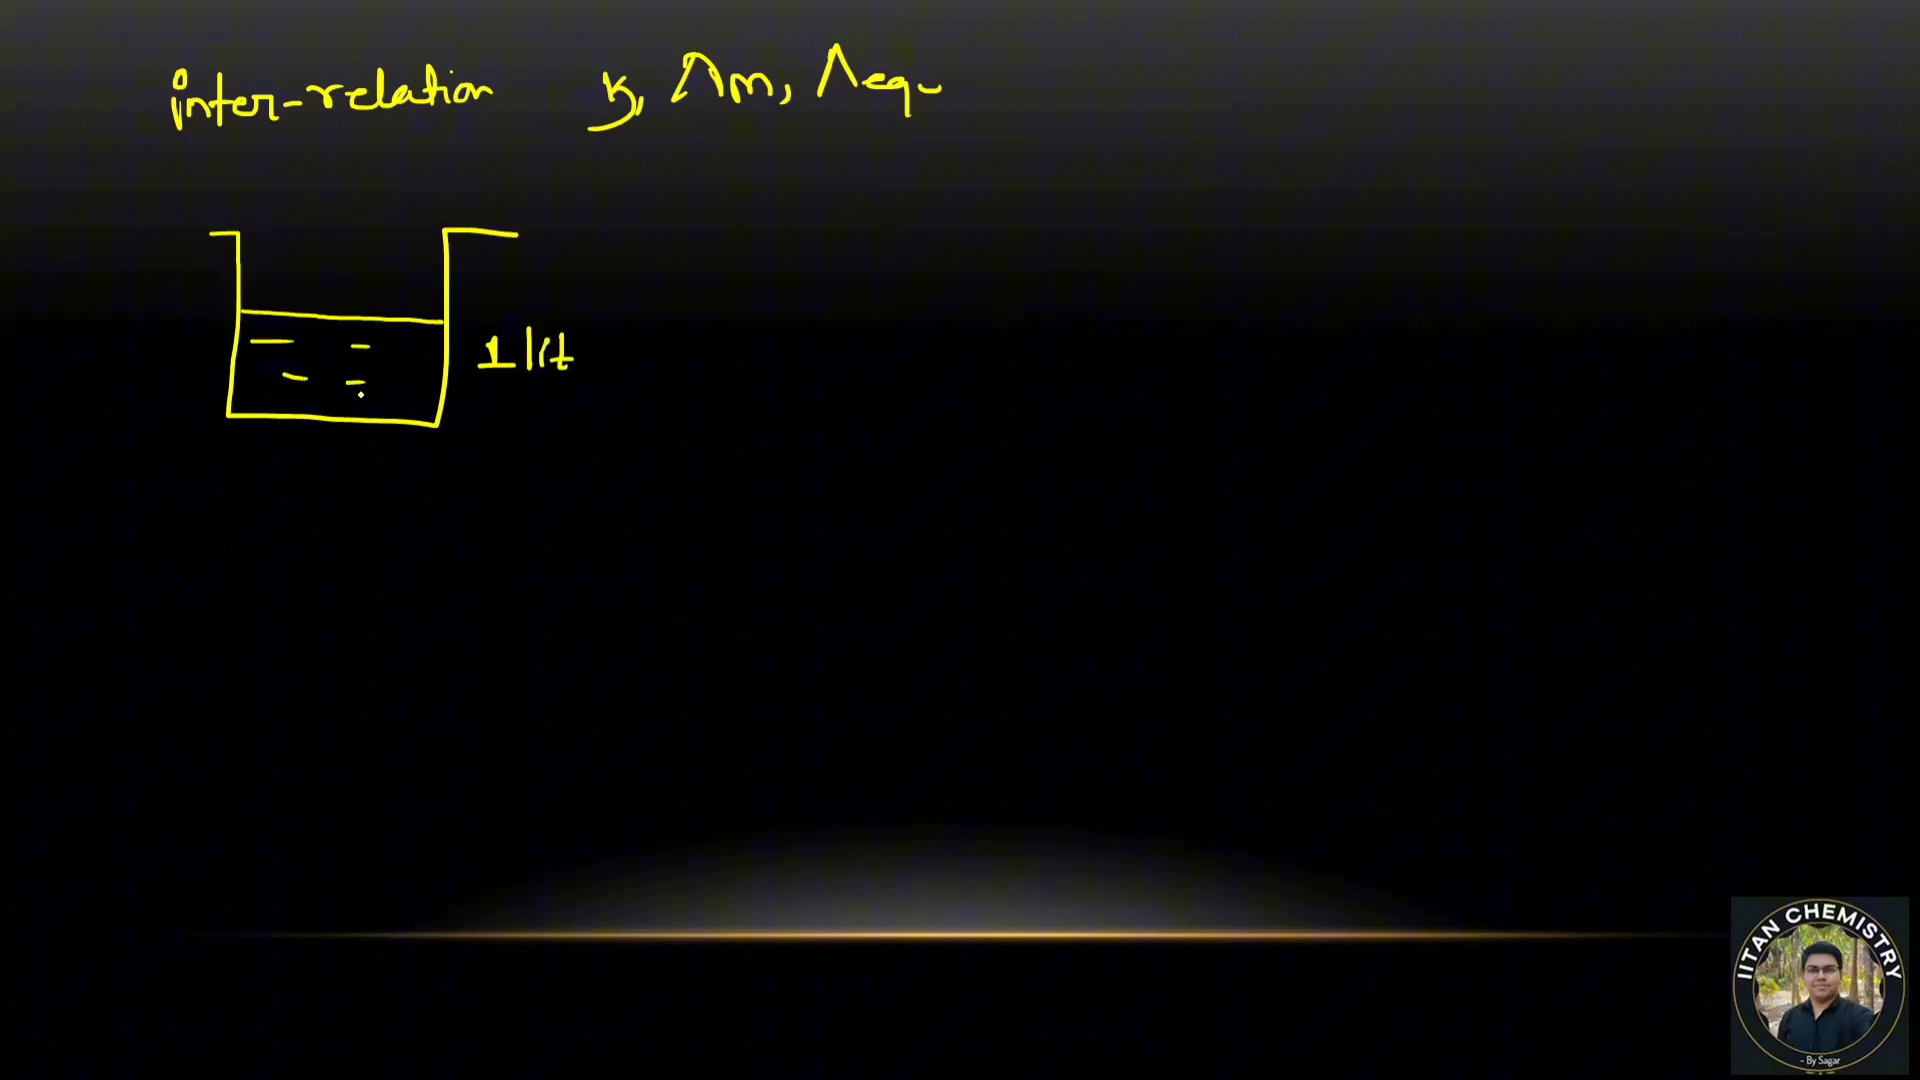 inter-relation κ, Λm, Λeq
1 lit
IITAN CHEMISTRY
- By Sagar